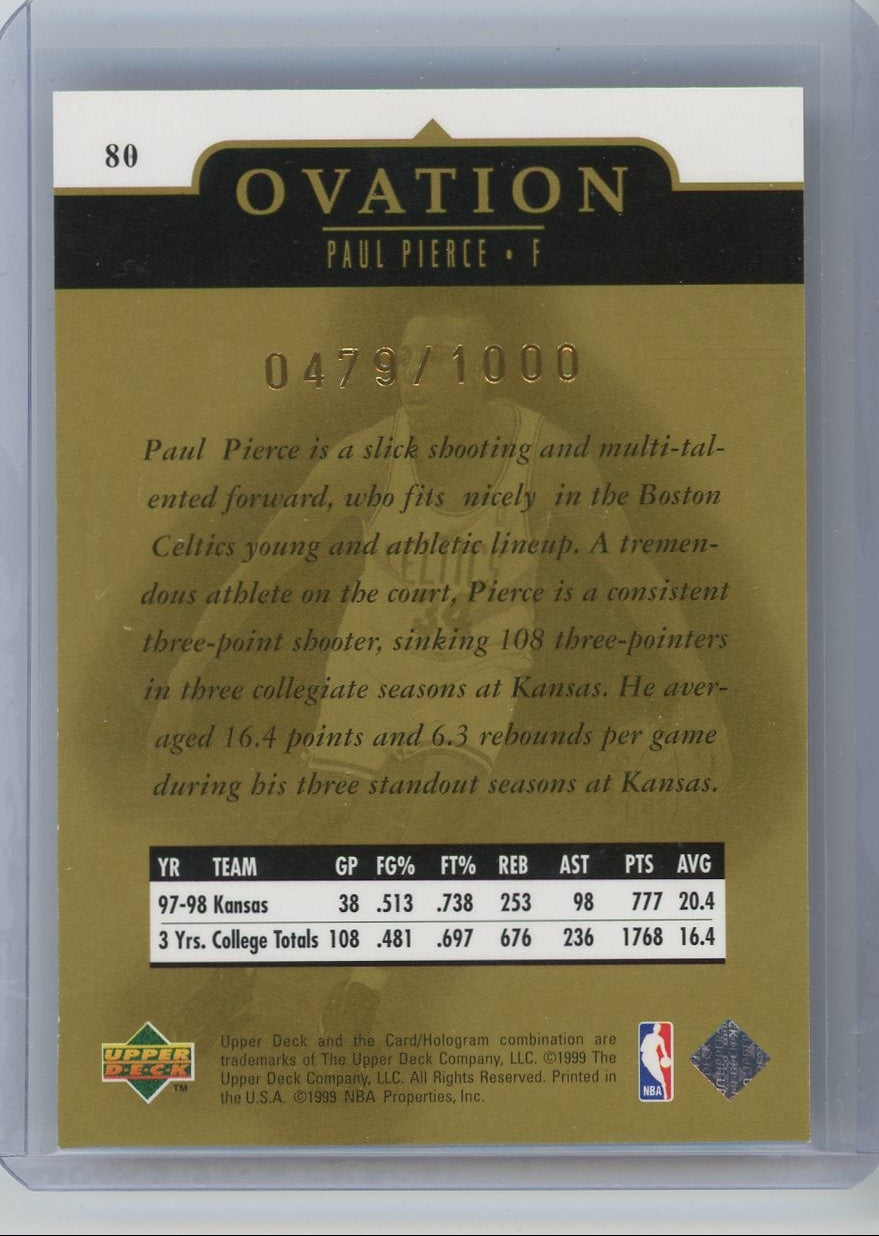 80
OVATION
PAUL PIERCE • F
0479/1000
Paul Pierce is a slick shooting and multi-tal-
ented forward, who fits nicely in the Boston
Celtics young and athletic lineup. A tremen-
dous athlete on the court, Pierce is a consistent
three-point shooter, sinking 108 three-pointers
in three collegiate seasons at Kansas. He aver-
aged 16.4 points and 6.3 rebounds per game
during his three standout seasons at Kansas.
YR TEAM GP FG% FT% REB AST PTS AVG
97-98 Kansas 38 .513 .738 253 98 777 20.4
3 Yrs. College Totals 108 .481 .697 676 236 1768 16.4
UPPER
DECK
TM
Upper Deck and the Card/Hologram combination are
trademarks of The Upper Deck Company, LLC. ©1999 The
Upper Deck Company, LLC. All Rights Reserved. Printed in
the U.S.A. ©1999 NBA Properties, Inc.
NBA